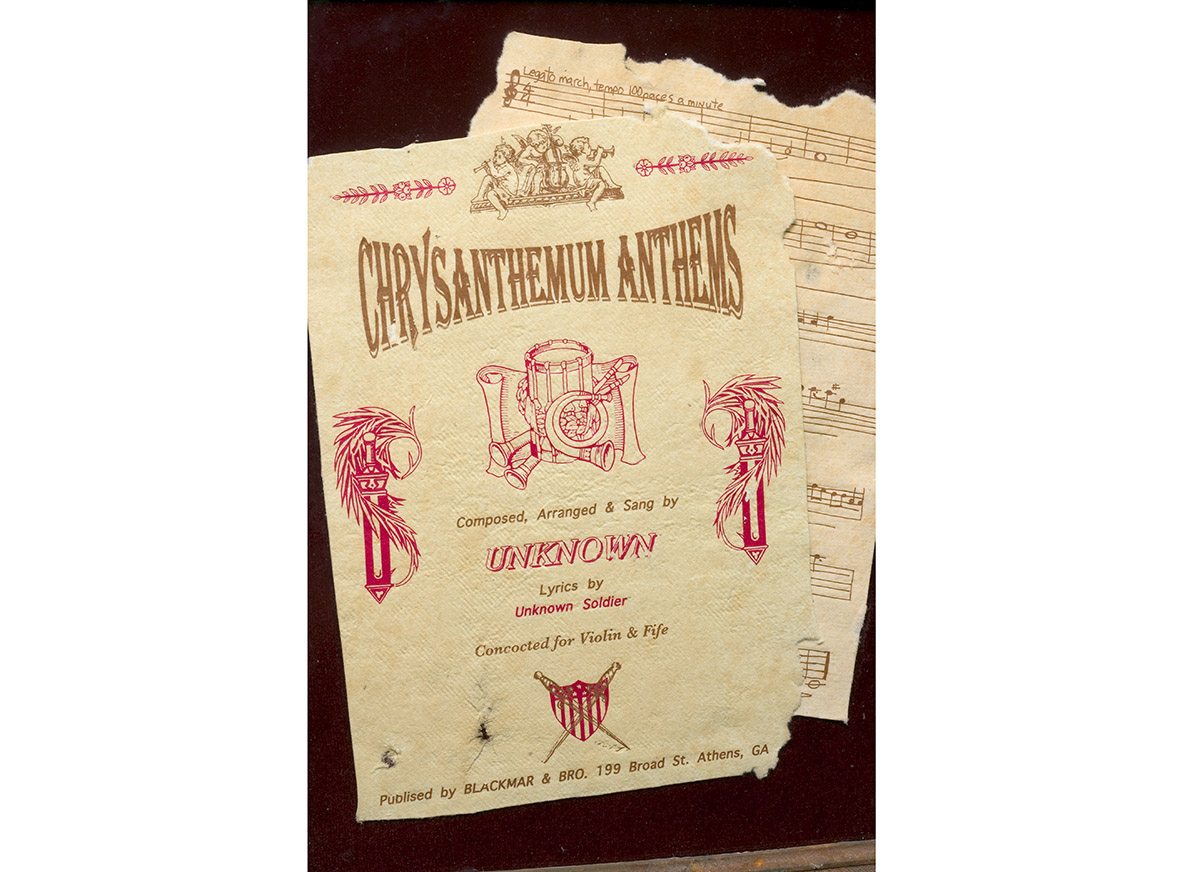 Legato march, tempo 100 paces a minute
CHRYSANTHEMUM ANTHEMS
Composed, Arranged & Sang by
UNKNOWN
Lyrics by
Unknown Soldier
Concocted for Violin & Fife
Publised by BLACKMAR & BRO. 199 Broad St. Athens, GA